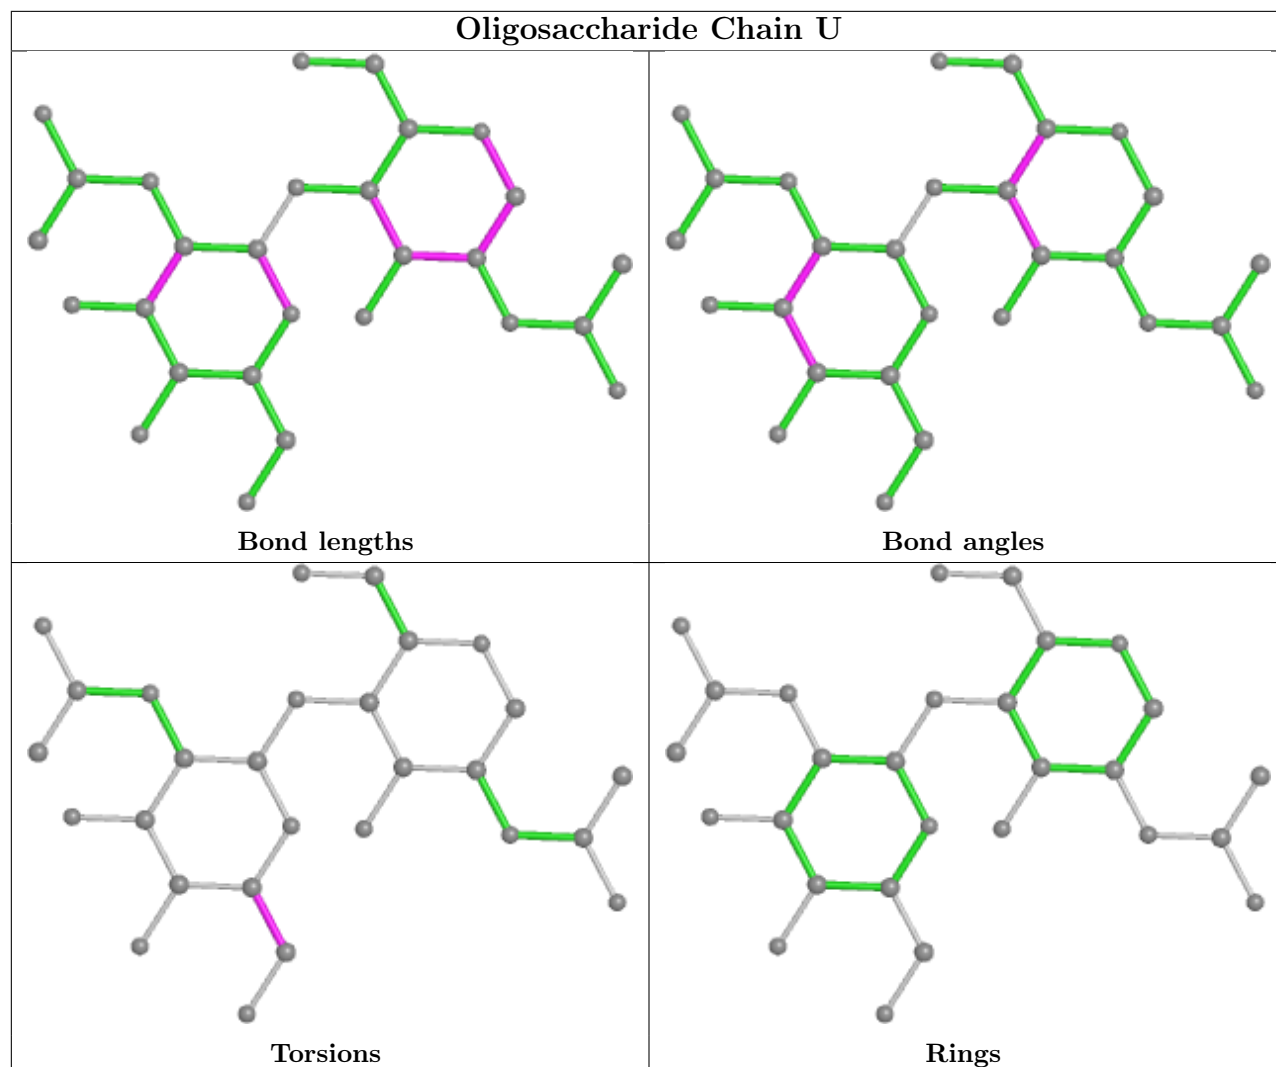 Oligosaccharide Chain U
Bond lengths
Bond angles
Torsions
Rings